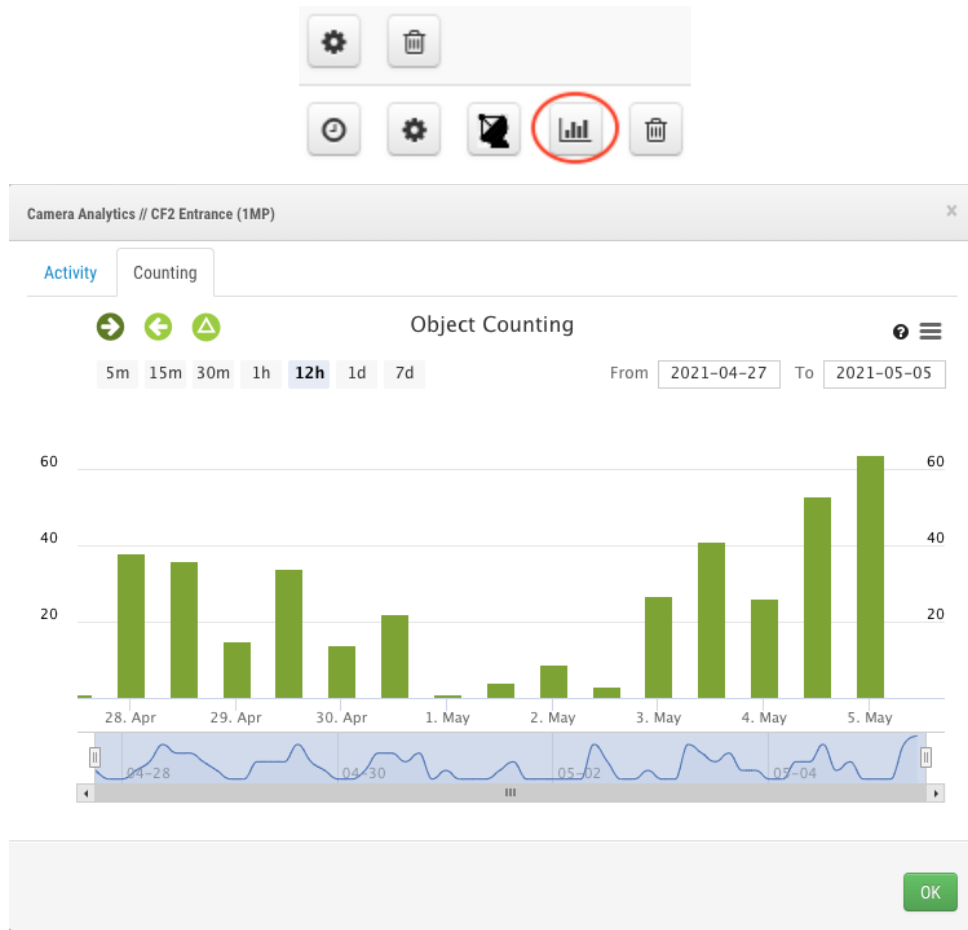 Camera Analytics // CF2 Entrance (1MP)
×
Activity Counting
Object Counting
?
5m 15m 30m 1h 12h 1d 7d From 2021-04-27 To 2021-05-05
60 60
40 40
20 20
28. Apr 29. Apr 30. Apr 1. May 2. May 3. May 4. May 5. May
04-28 04-30 05-02 05-04
OK